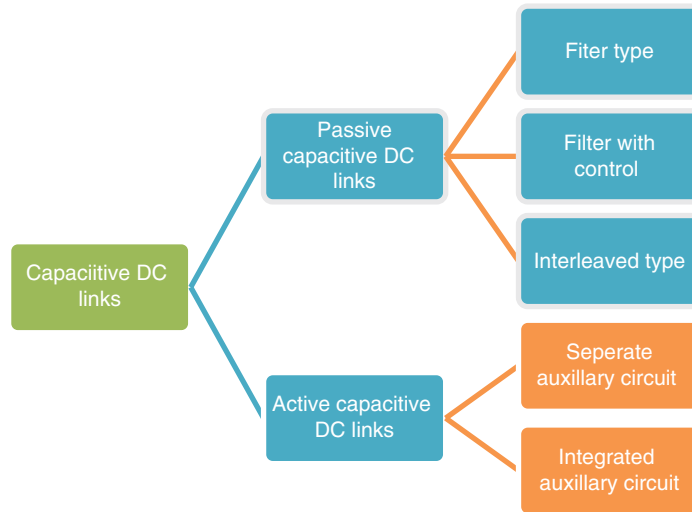 Fiter type
Passive
capacitive DC
links
Filter with
control
Interleaved type
Capaciitive DC
links
Seperate
auxillary circuit
Active capacitive
DC links
Integrated
auxillary circuit